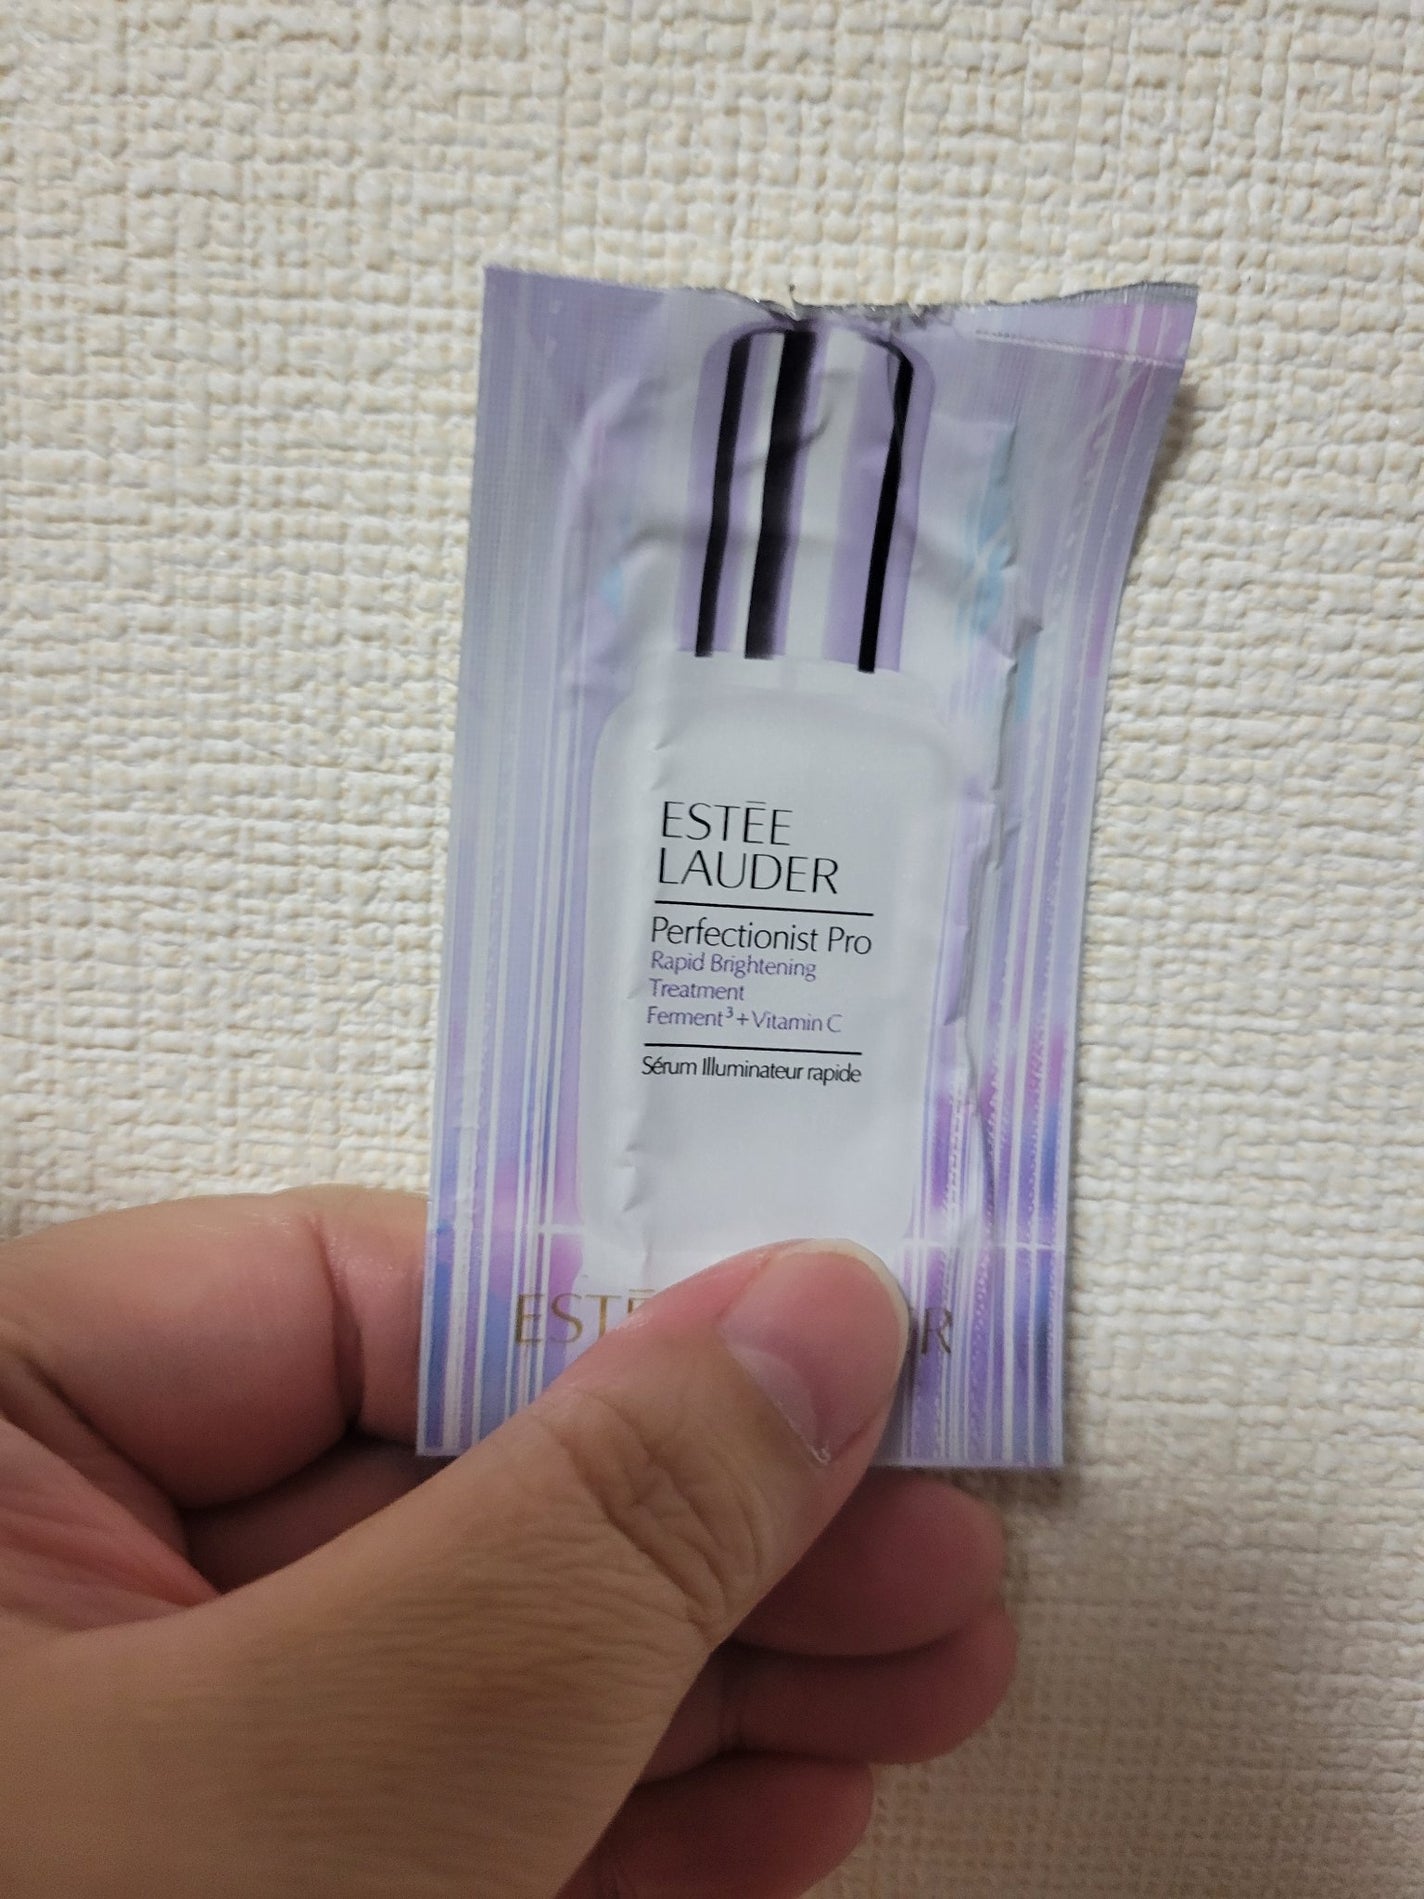 ESTĒE
LAUDER
Perfectionist Pro
Rapid Brightening
Treatment
Ferment³+Vitamin C
Sérum Illuminateur rapide